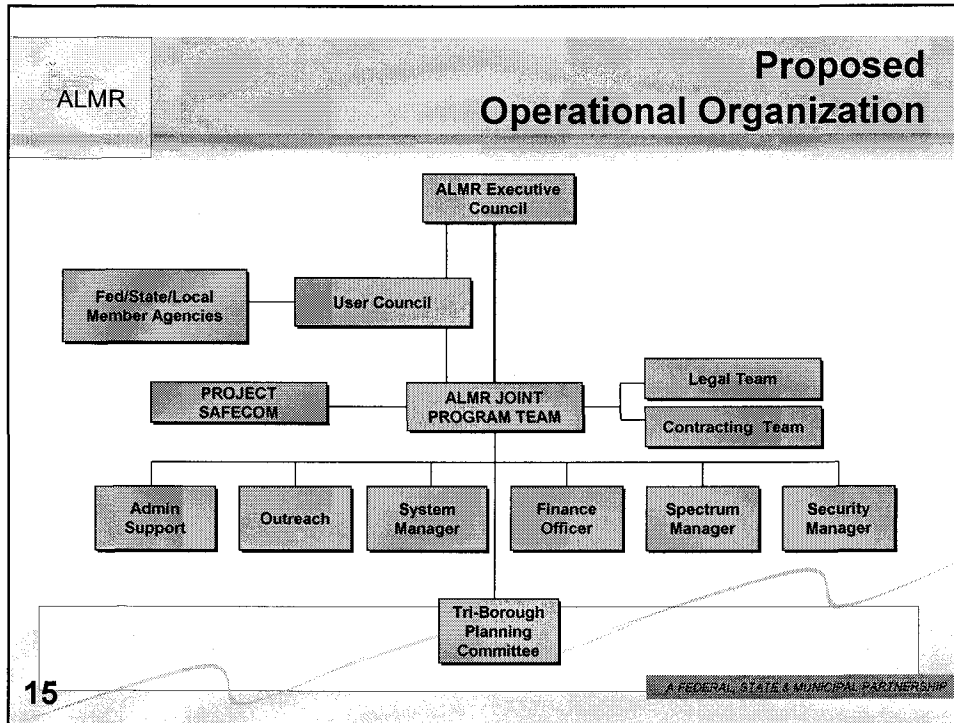 ALMR
Proposed
Operational Organization
ALMR Executive
Council
Fed/State/Local
Member Agencies
User Council
PROJECT
SAFECOM
ALMR JOINT
PROGRAM TEAM
Legal Team
Contracting Team
Admin
Support
Outreach
System
Manager
Finance
Officer
Spectrum
Manager
Security
Manager
Tri-Borough
Planning
Committee
15
A FEDERAL, STATE & MUNICIPAL PARTNERSHIP